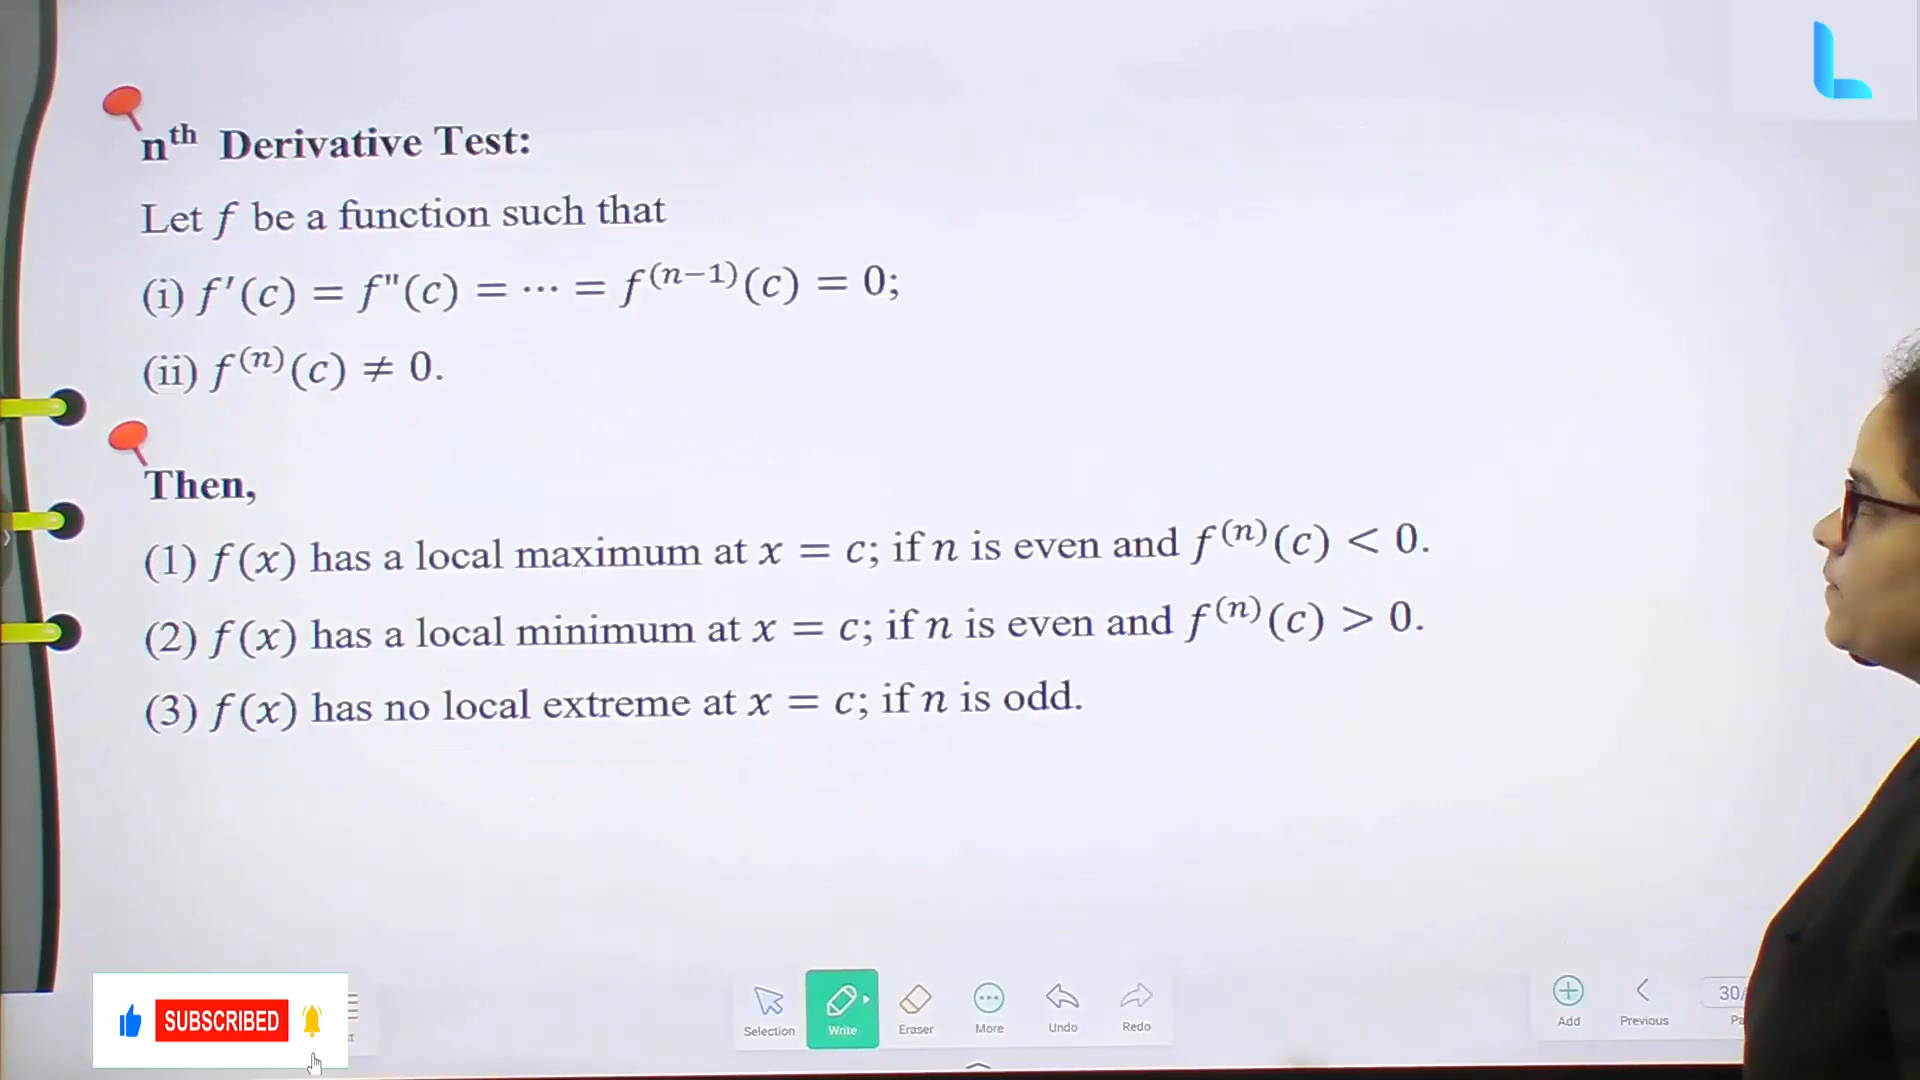 nᵗʰ Derivative Test:
Let f be a function such that
(i) f'(c) = f"(c) = ⋯ = f⁽ⁿ⁻¹⁾(c) = 0;
(ii) f⁽ⁿ⁾(c) ≠ 0.
Then,
(1) f(x) has a local maximum at x = c; if n is even and f⁽ⁿ⁾(c) < 0.
(2) f(x) has a local minimum at x = c; if n is even and f⁽ⁿ⁾(c) > 0.
(3) f(x) has no local extreme at x = c; if n is odd.
SUBSCRIBED
Selection Write Eraser More Undo Redo
30/
Add Previous